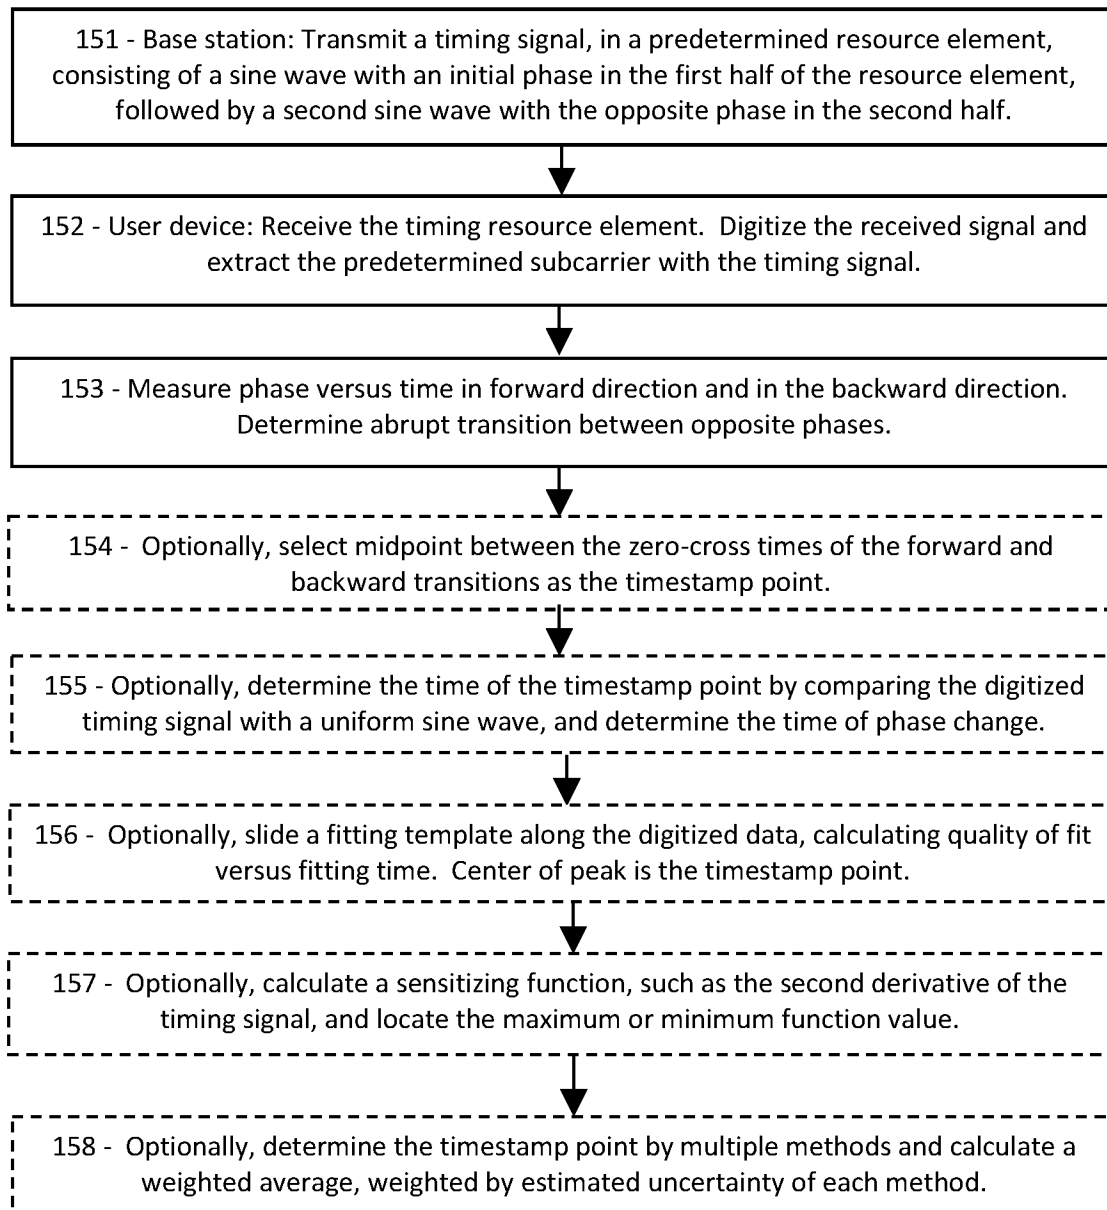 151 - Base station: Transmit a timing signal, in a predetermined resource element,
consisting of a sine wave with an initial phase in the first half of the resource element,
followed by a second sine wave with the opposite phase in the second half.
152 - User device: Receive the timing resource element.  Digitize the received signal and
extract the predetermined subcarrier with the timing signal.
153 - Measure phase versus time in forward direction and in the backward direction.
Determine abrupt transition between opposite phases.
154 -  Optionally, select midpoint between the zero-cross times of the forward and
backward transitions as the timestamp point.
155 - Optionally, determine the time of the timestamp point by comparing the digitized
timing signal with a uniform sine wave, and determine the time of phase change.
156 -  Optionally, slide a fitting template along the digitized data, calculating quality of fit
versus fitting time.  Center of peak is the timestamp point.
157 -  Optionally, calculate a sensitizing function, such as the second derivative of the
timing signal, and locate the maximum or minimum function value.
158 -  Optionally, determine the timestamp point by multiple methods and calculate a
weighted average, weighted by estimated uncertainty of each method.